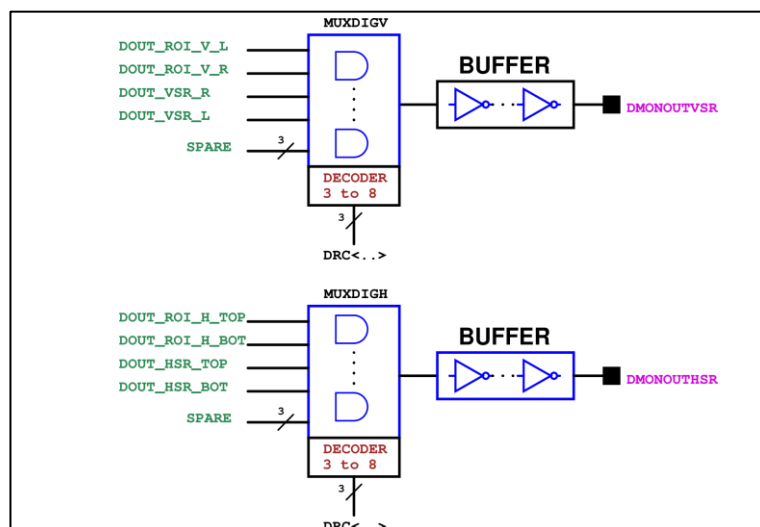 MUXDIGV
DOUT_ROI_V_L
DOUT_ROI_V_R
DOUT_VSR_R
DOUT_VSR_L
SPARE
3
BUFFER
DMONOUTVSR
DECODER
3 to 8
3
DRC<..>
MUXDIGH
DOUT_ROI_H_TOP
DOUT_ROI_H_BOT
DOUT_HSR_TOP
DOUT_HSR_BOT
SPARE
3
BUFFER
DMONOUTHSR
DECODER
3 to 8
3
DRC<..>